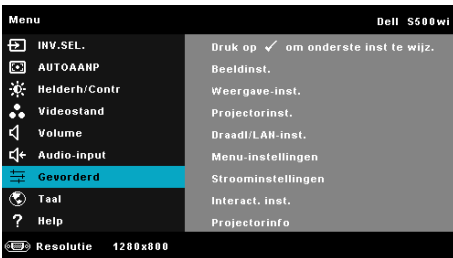 Menu Dell S500wi
INV.SEL. Druk op ✓ om onderste inst te wijz.
AUTOAANP Beeldinst.
Helderh/Contr Weergave-inst.
Videostand Projectorinst.
Volume Draadl/LAN-inst.
Audio-input Menu-instellingen
Gevorderd Stroominstellingen
Taal Interact. inst.
? Help Projectorinfo
Resolutie 1280x800